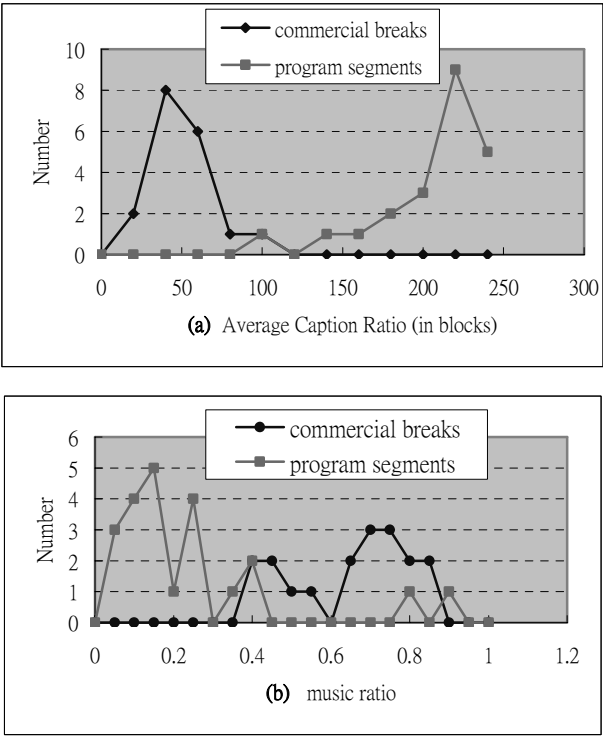 commercial breaks
program segments
10
8
6
4
2
0
Number
0 50 100 150 200 250 300
(a) Average Caption Ratio (in blocks)
commercial breaks
program segments
6
5
4
3
2
1
0
Number
0 0.2 0.4 0.6 0.8 1 1.2
(b) music ratio